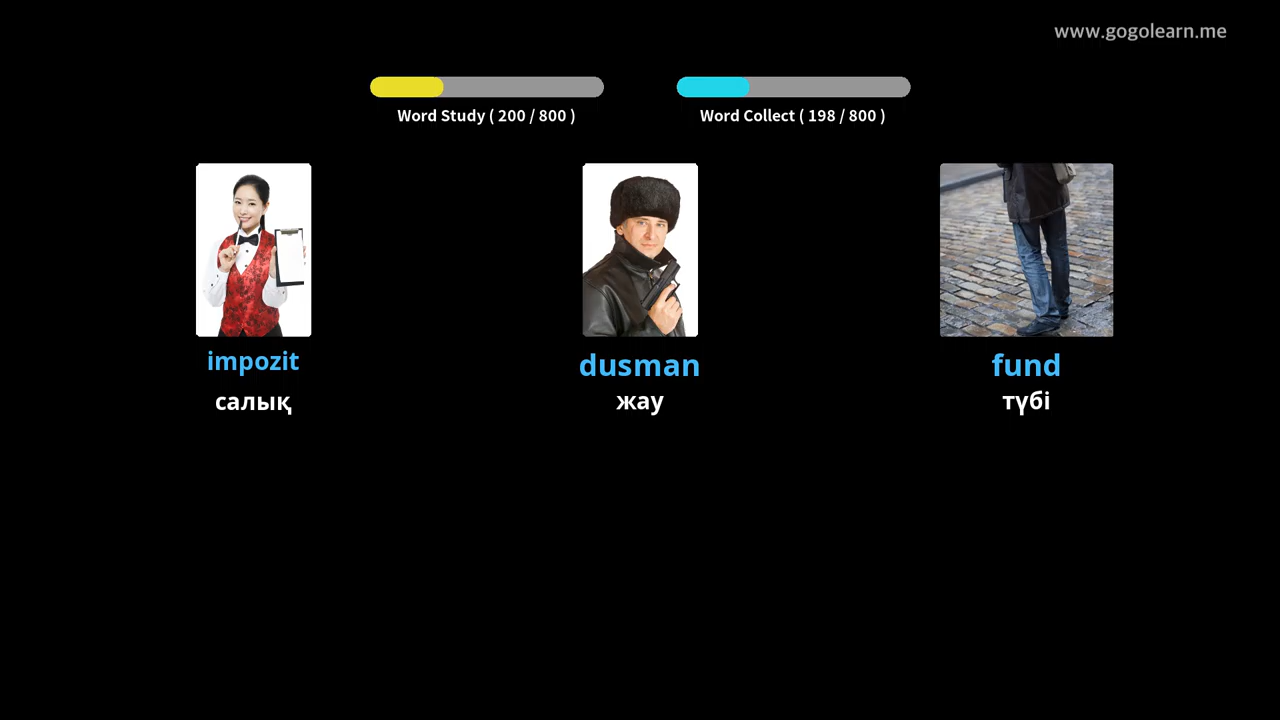 www.gogolearn.me
Word Study ( 200 / 800 )
Word Collect ( 198 / 800 )
impozit
салық
dusman
жау
fund
түбі